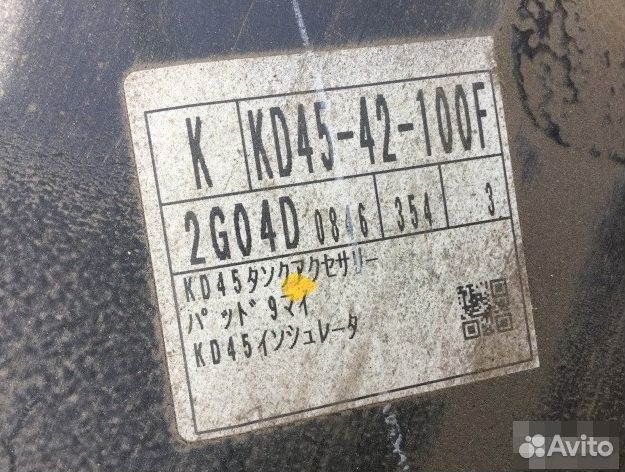 K KD45-42-100F
2G04D 0846 354 3
KD45タンクアクセサリー
パッド9マイ
KD45インシュレータ
Avito